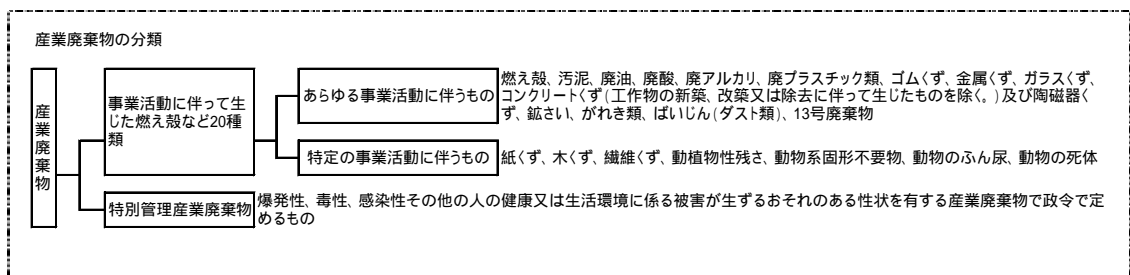 産業廃棄物の分類
産業廃棄物
事業活動に伴って生
じた燃え殻など20種
類
あらゆる事業活動に伴うもの
燃え殻、汚泥、廃油、廃酸、廃アルカリ、廃プラスチック類、ゴムくず、金属くず、ガラスくず、
コンクリートくず(工作物の新築、改築又は除去に伴って生じたものを除く。)及び陶磁器く
ず、鉱さい、がれき類、ばいじん(ダスト類)、13号廃棄物
特定の事業活動に伴うもの
紙くず、木くず、繊維くず、動植物性残さ、動物系固形不要物、動物のふん尿、動物の死体
特別管理産業廃棄物
爆発性、毒性、感染性その他の人の健康又は生活環境に係る被害が生ずるおそれのある性状を有する産業廃棄物で政令で定
めるもの